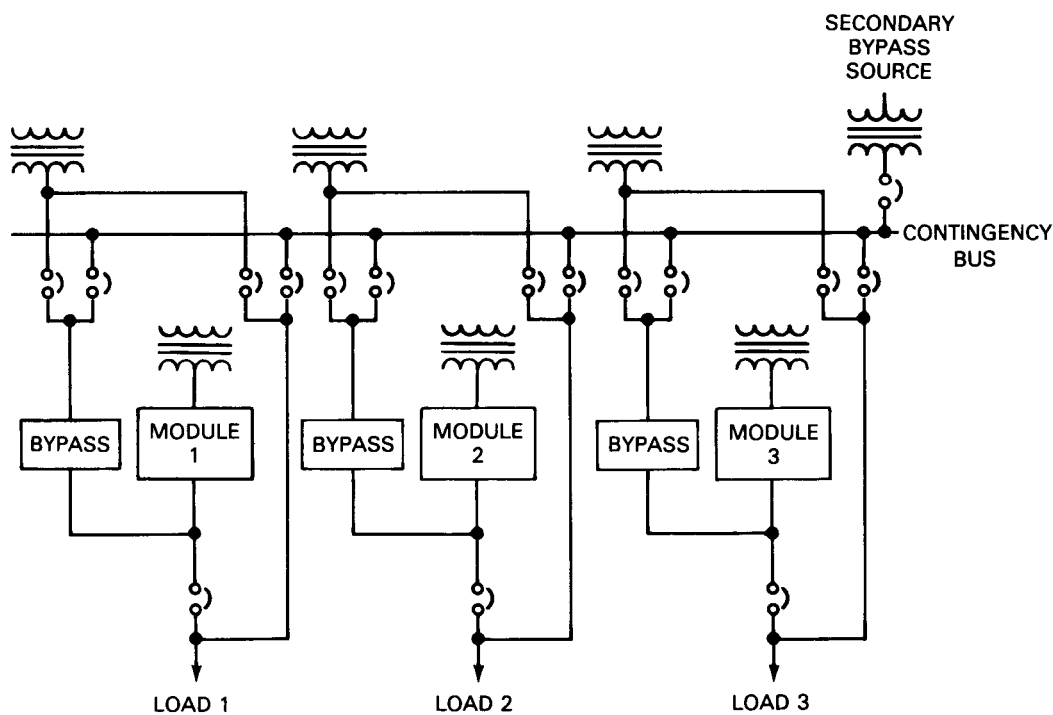 SECONDARY
BYPASS
SOURCE
CONTINGENCY
BUS
BYPASS
MODULE
1
BYPASS
MODULE
2
BYPASS
MODULE
3
LOAD 1
LOAD 2
LOAD 3